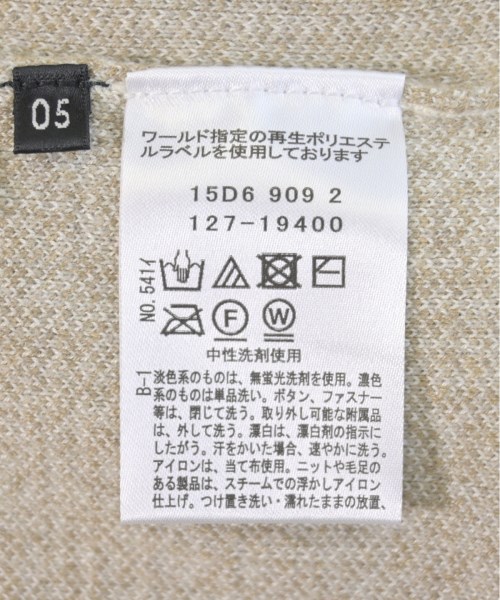 05
ワールド指定の再生ポリエステ
ルラベルを使用しております
15D6 909 2
127-19400
NO. 541イ
F W
中性洗剤使用
B-1
淡色系のものは、無蛍光洗剤を使用。濃色
系のものは単品洗い。ボタン、ファスナー
等は、閉じて洗う。取り外し可能な附属品
は、外して洗う。漂白は、漂白剤の指示に
したがう。汗をかいた場合、速やかに洗う。
アイロンは、当て布使用。ニットや毛足の
ある製品は、スチームでの浮かしアイロン
仕上げ。つけ置き洗い・濡れたままの放置、